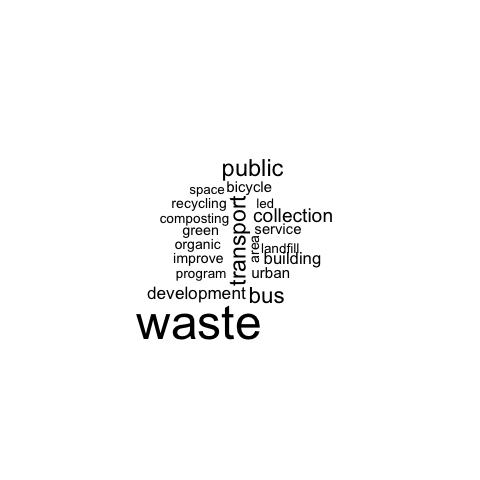 public
space bicycle
recycling led
composting collection
green service
transport
area
organic landfill
improve building
program urban
development bus
waste